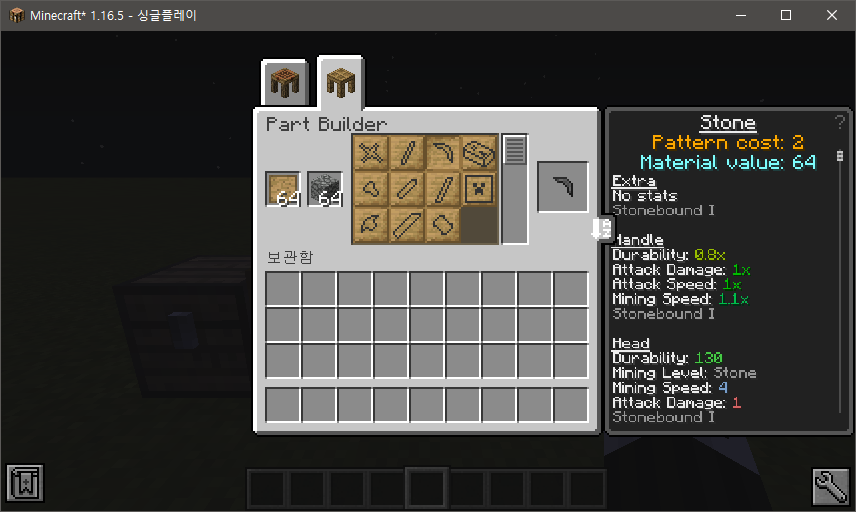 Minecraft* 1.16.5 - 싱글플레이
Part Builder
64
64
보관함
Stone
?
Pattern cost: 2
Material value: 64
Extra
No stats
Stonebound I
Handle
Durability: 0.8x
Attack Damage: 1x
Attack Speed: 1x
Mining Speed: 1.1x
Stonebound I
Head
Durability: 130
Mining Level: Stone
Mining Speed: 4
Attack Damage: 1
Stonebound I